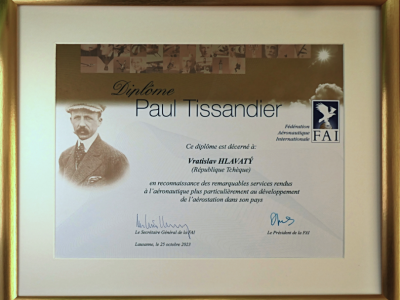 Diplôme
Paul Tissandier
Fédération
Aéronautique
Internationale
FAI
Ce diplôme est décerné à:
Vratislav HLAVATÝ
(République Tchèque)
en reconnaissance des remarquables services rendus
à l'aéronautique plus particulièrement au développement
de l'aérostation dans son pays
Le Secrétaire Général de la FAI
Le Président de la FAI
Lausanne, le 25 octobre